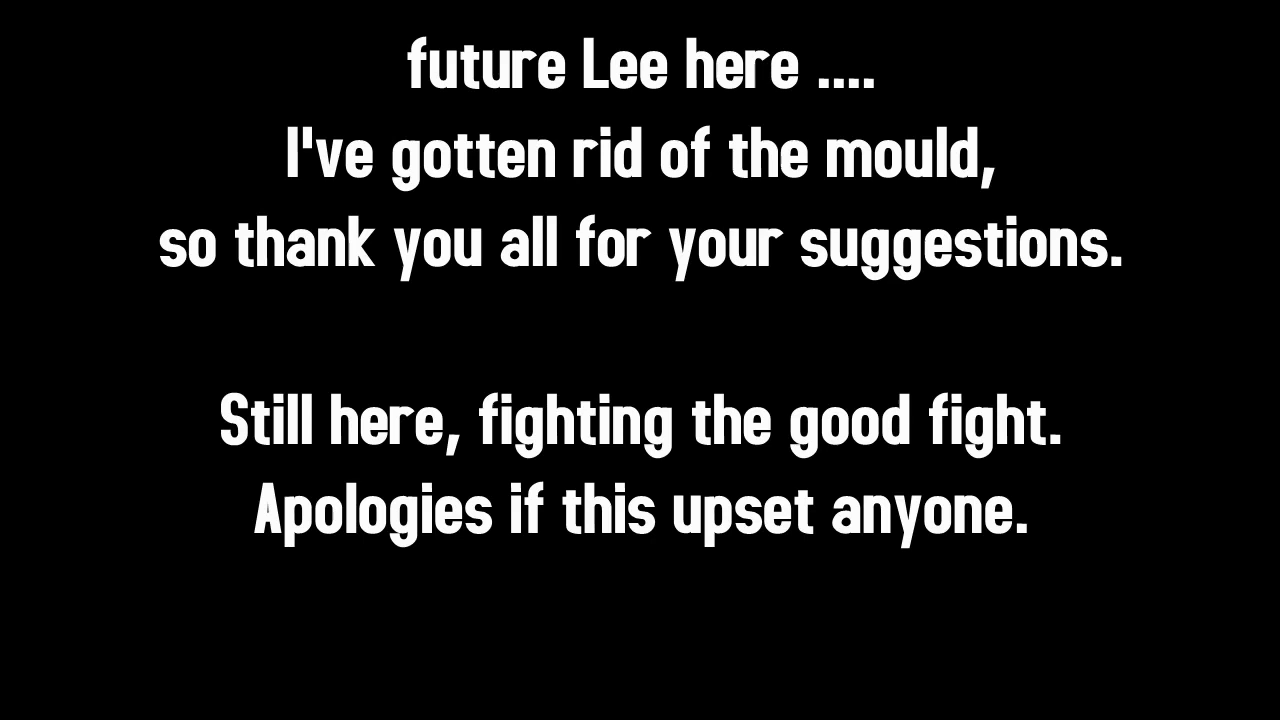 future Lee here ....
I've gotten rid of the mould,
so thank you all for your suggestions.
Still here, fighting the good fight.
Apologies if this upset anyone.